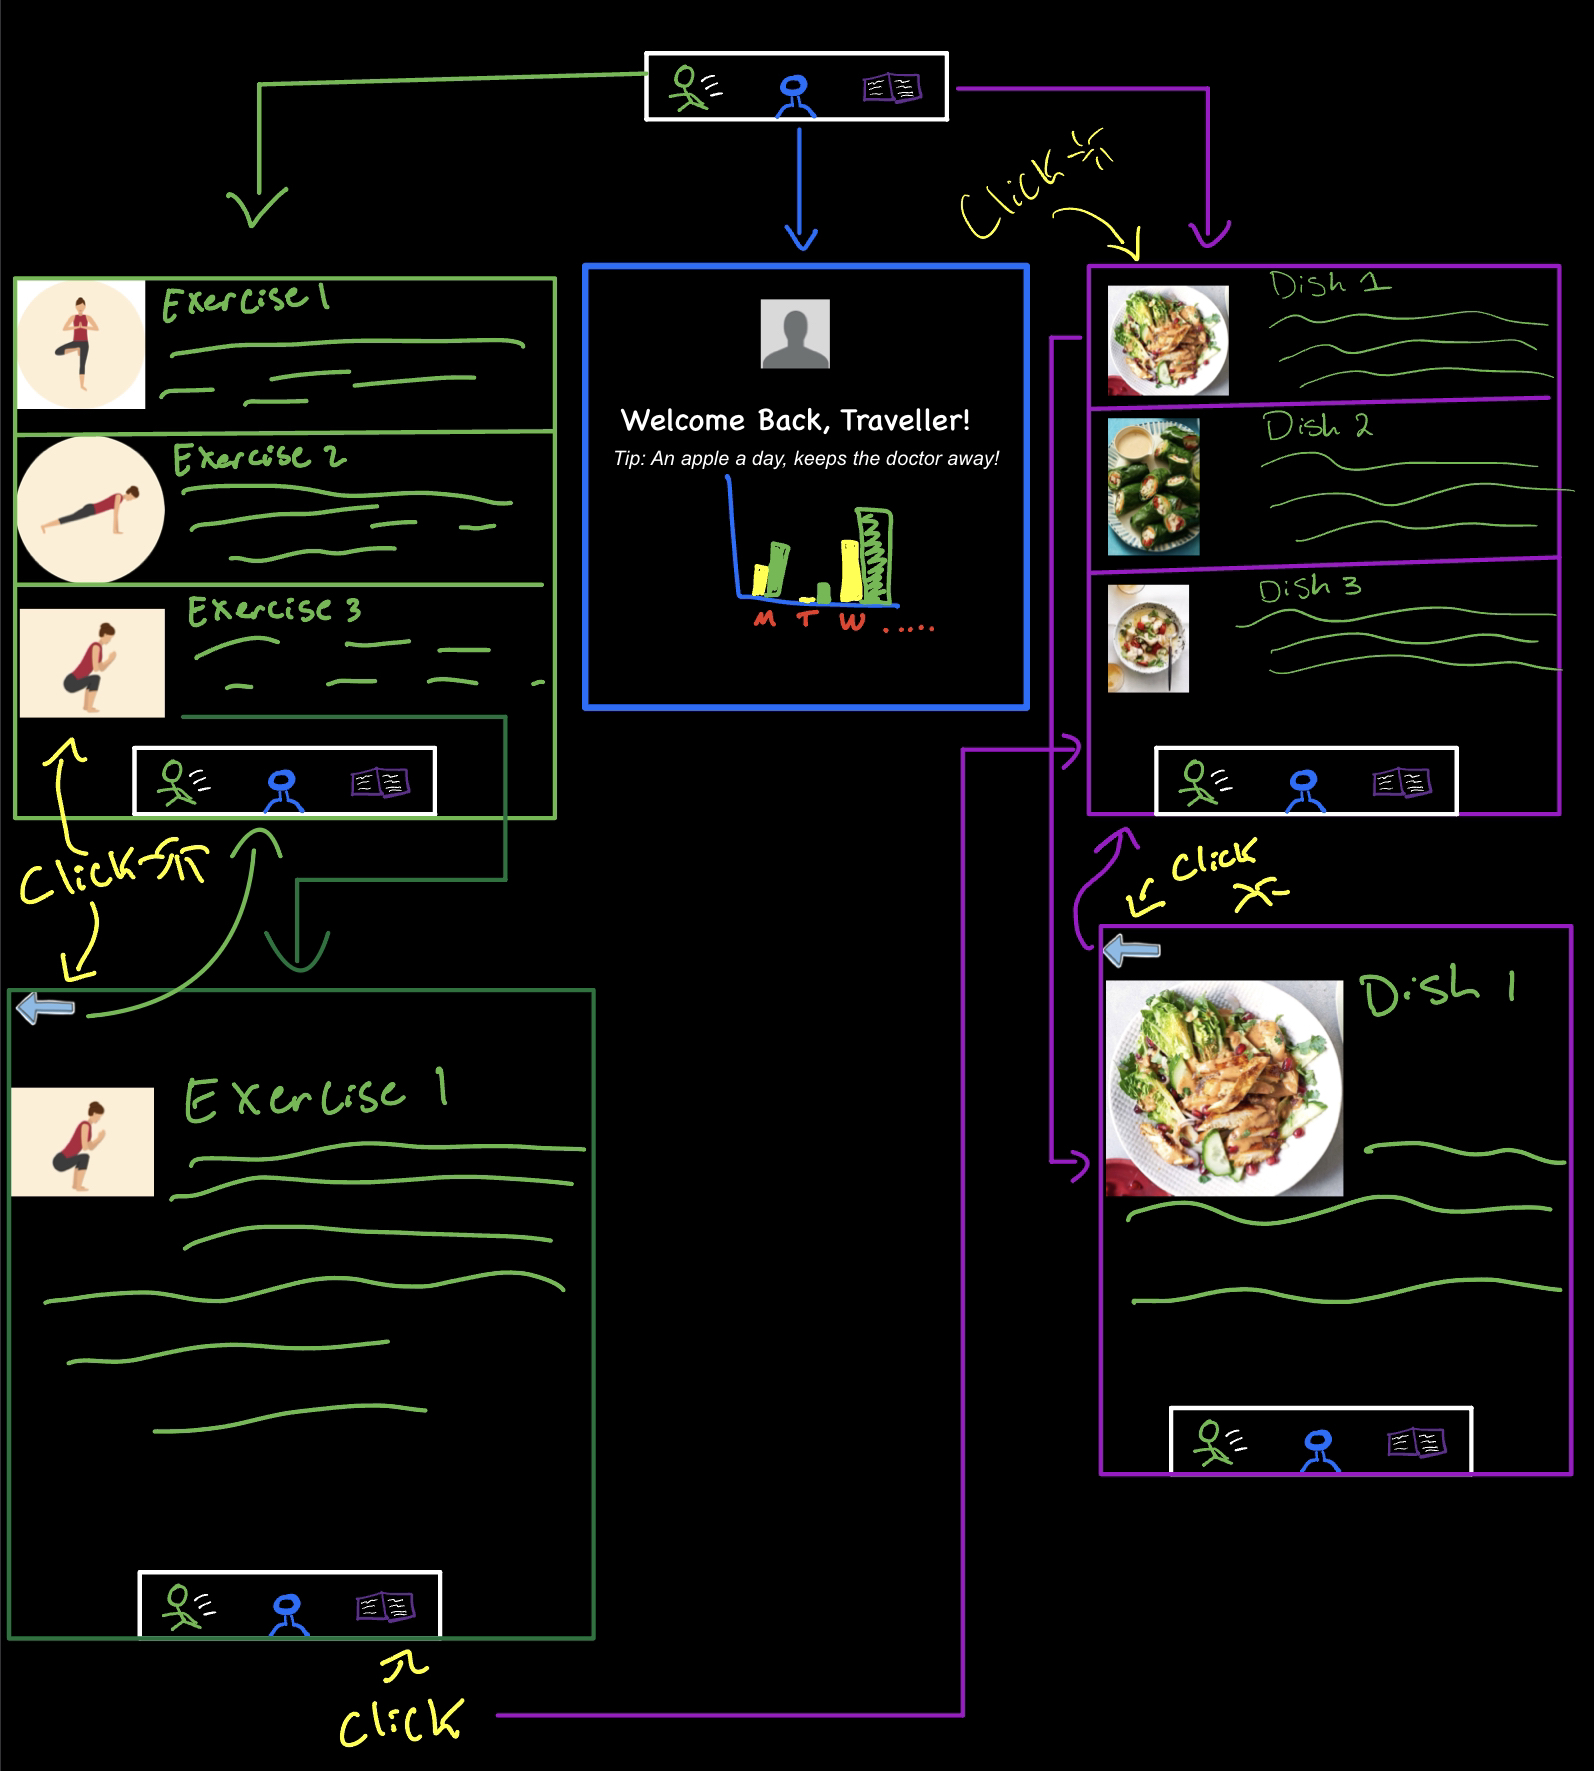 Click
Exercise 1
Exercise 2
Exercise 3
Click
Welcome Back, Traveller!
Tip: An apple a day, keeps the doctor away!
M T W .....
Dish 1
Dish 2
Dish 3
Click
Exercise 1
Dish 1
Click